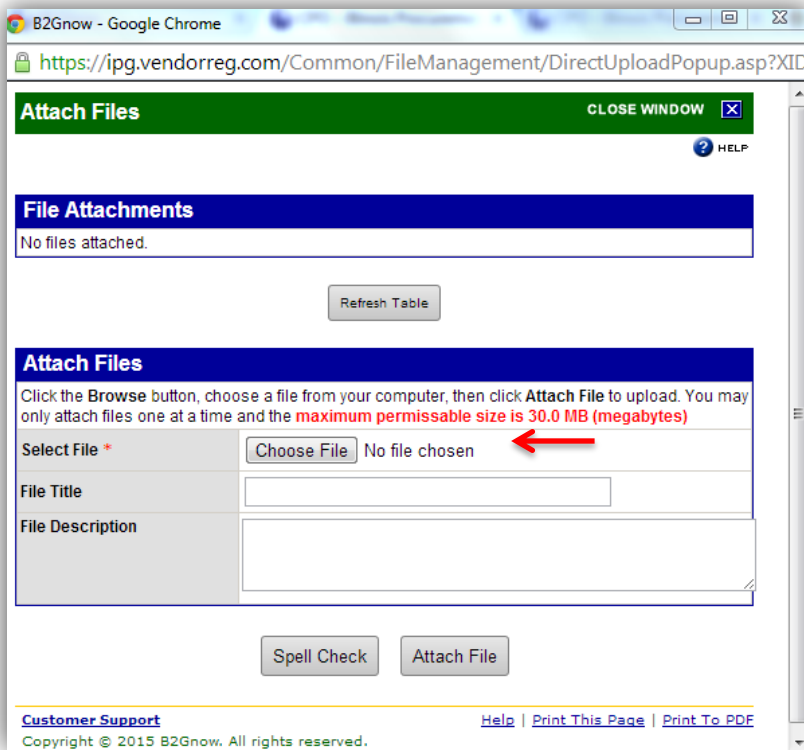 B2Gnow - Google Chrome
https://ipg.vendorreg.com/Common/FileManagement/DirectUploadPopup.asp?XID
Attach Files
CLOSE WINDOW X
? HELP
File Attachments
No files attached.
Refresh Table
Attach Files
Click the Browse button, choose a file from your computer, then click Attach File to upload. You may
only attach files one at a time and the maximum permissable size is 30.0 MB (megabytes)
Select File * Choose File No file chosen
File Title
File Description
Spell Check Attach File
Customer Support Help | Print This Page | Print To PDF
Copyright © 2015 B2Gnow. All rights reserved.